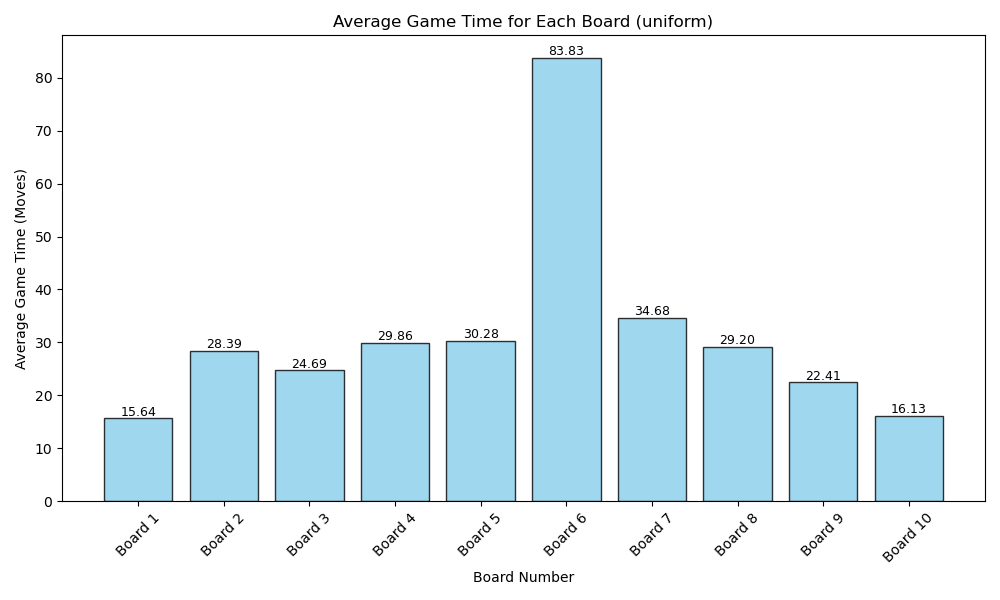 Average Game Time for Each Board (uniform)
Average Game Time (Moves)
80
70
60
50
40
30
20
10
0
15.64
28.39
24.69
29.86
30.28
83.83
34.68
29.20
22.41
16.13
Board 1
Board 2
Board 3
Board 4
Board 5
Board 6
Board 7
Board 8
Board 9
Board 10
Board Number